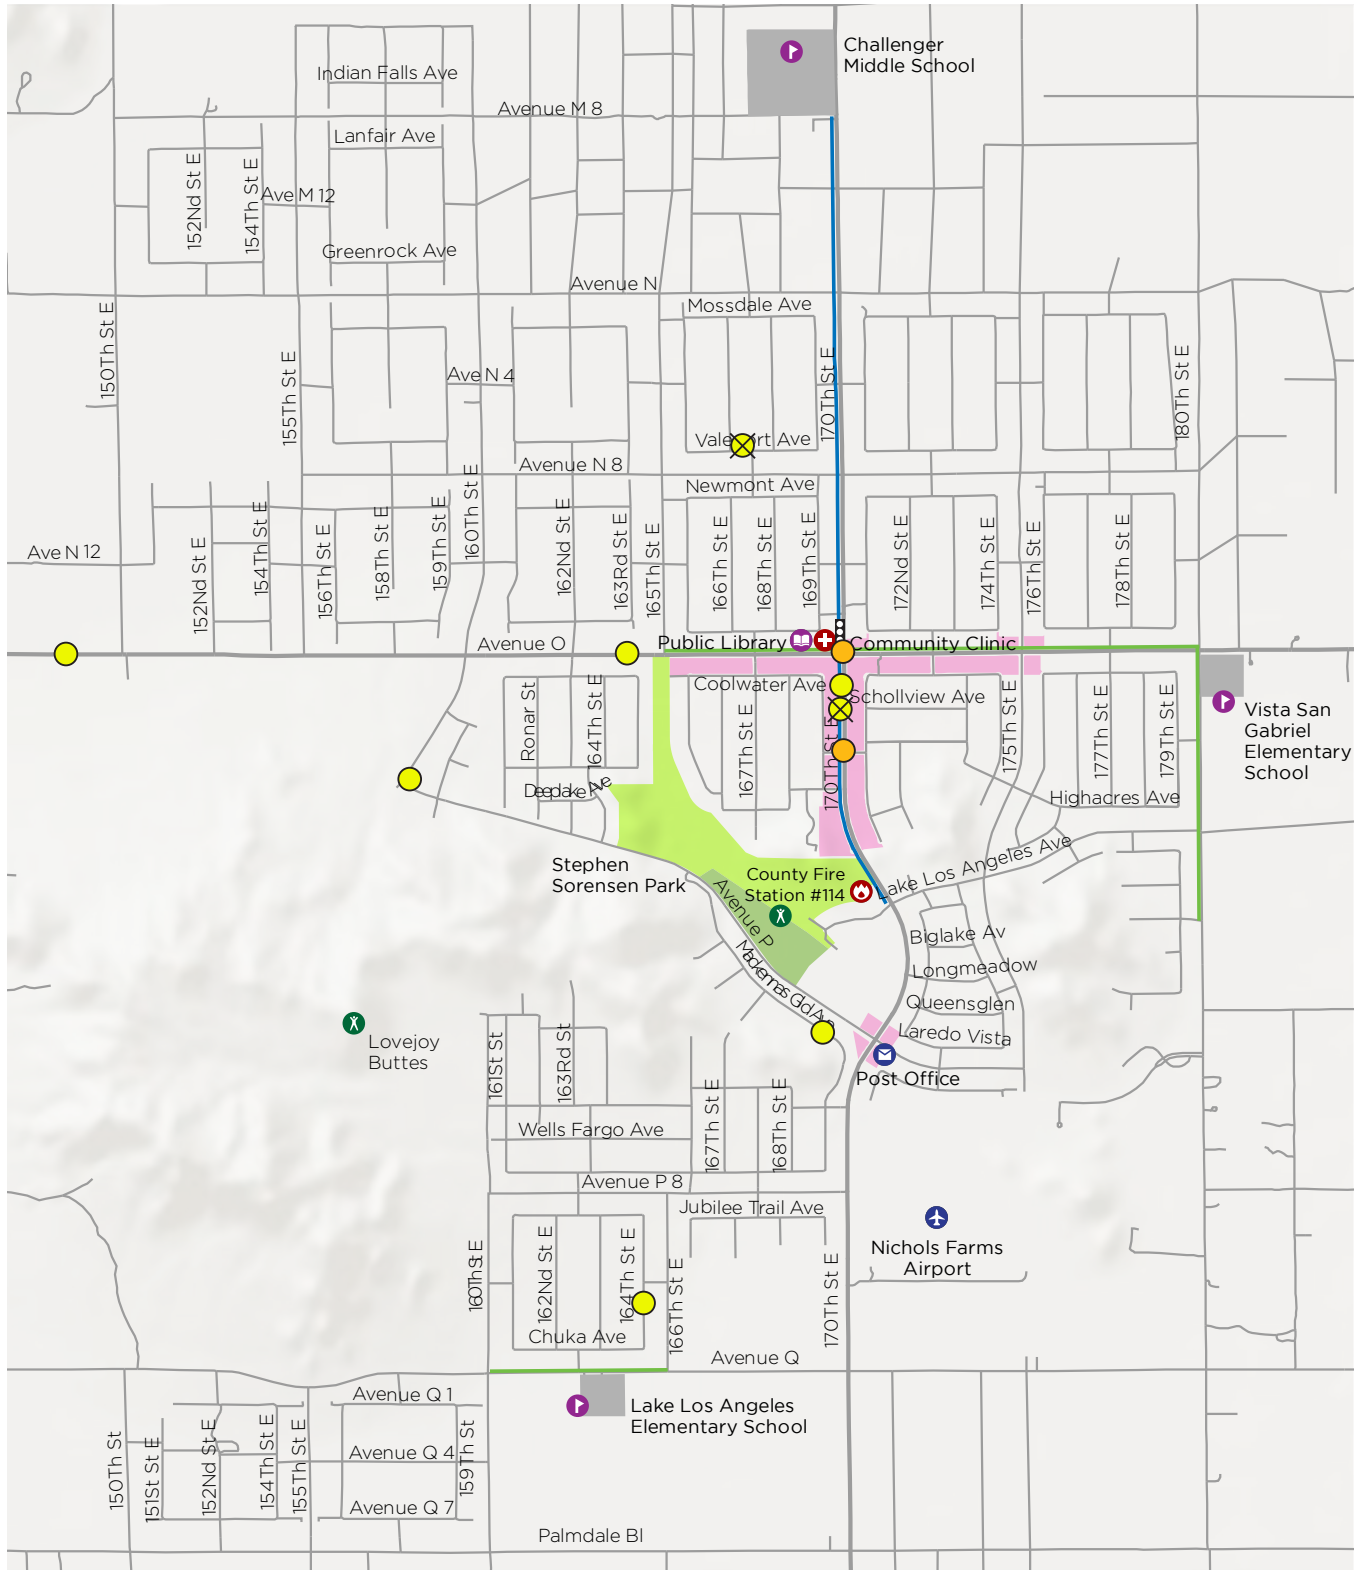 Challenger
Middle School
Indian Falls Ave
Avenue M 8
Lanfair Ave
152Nd St E
154Th St E
Ave M 12
Greenrock Ave
Avenue N
Mossdale Ave
150Th St E
155Th St E
Ave N 4
170Th St E
180Th St E
Avenue N 8
Newmont Ave
160Th St E
Ave N 12
152Nd St E
154Th St E
156Th St E
158Th St E
159Th St E
162Nd St E
163Rd St E
165Th St E
166Th St E
168Th St E
169Th St E
172Nd St E
174Th St E
176Th St E
178Th St E
Avenue O
Public Library
Community Clinic
Coolwater Ave
Schollview Ave
Ronar St
164Th St E
167Th St E
170Th St E
175Th St E
177Th St E
179Th St E
Vista San
Gabriel
Elementary
School
Highacres Ave
Stephen
Sorensen Park
County Fire
Station #114
Lake Los Angeles Ave
Avenue P
Biglake Av
Longmeadow
Queensglen
Laredo Vista
Lovejoy
Buttes
161St St
163Rd St
Post Office
167Th St E
168Th St E
Wells Fargo Ave
Avenue P 8
Jubilee Trail Ave
160Th St E
162Nd St E
164Th St E
166Th St E
170Th St E
Nichols Farms
Airport
Chuka Ave
Avenue Q
Avenue Q 1
Lake Los Angeles
Elementary School
150Th St
151St St E
152Nd St E
154Th St E
155Th St E
159Th St
Avenue Q 4
Avenue Q 7
Palmdale Bl